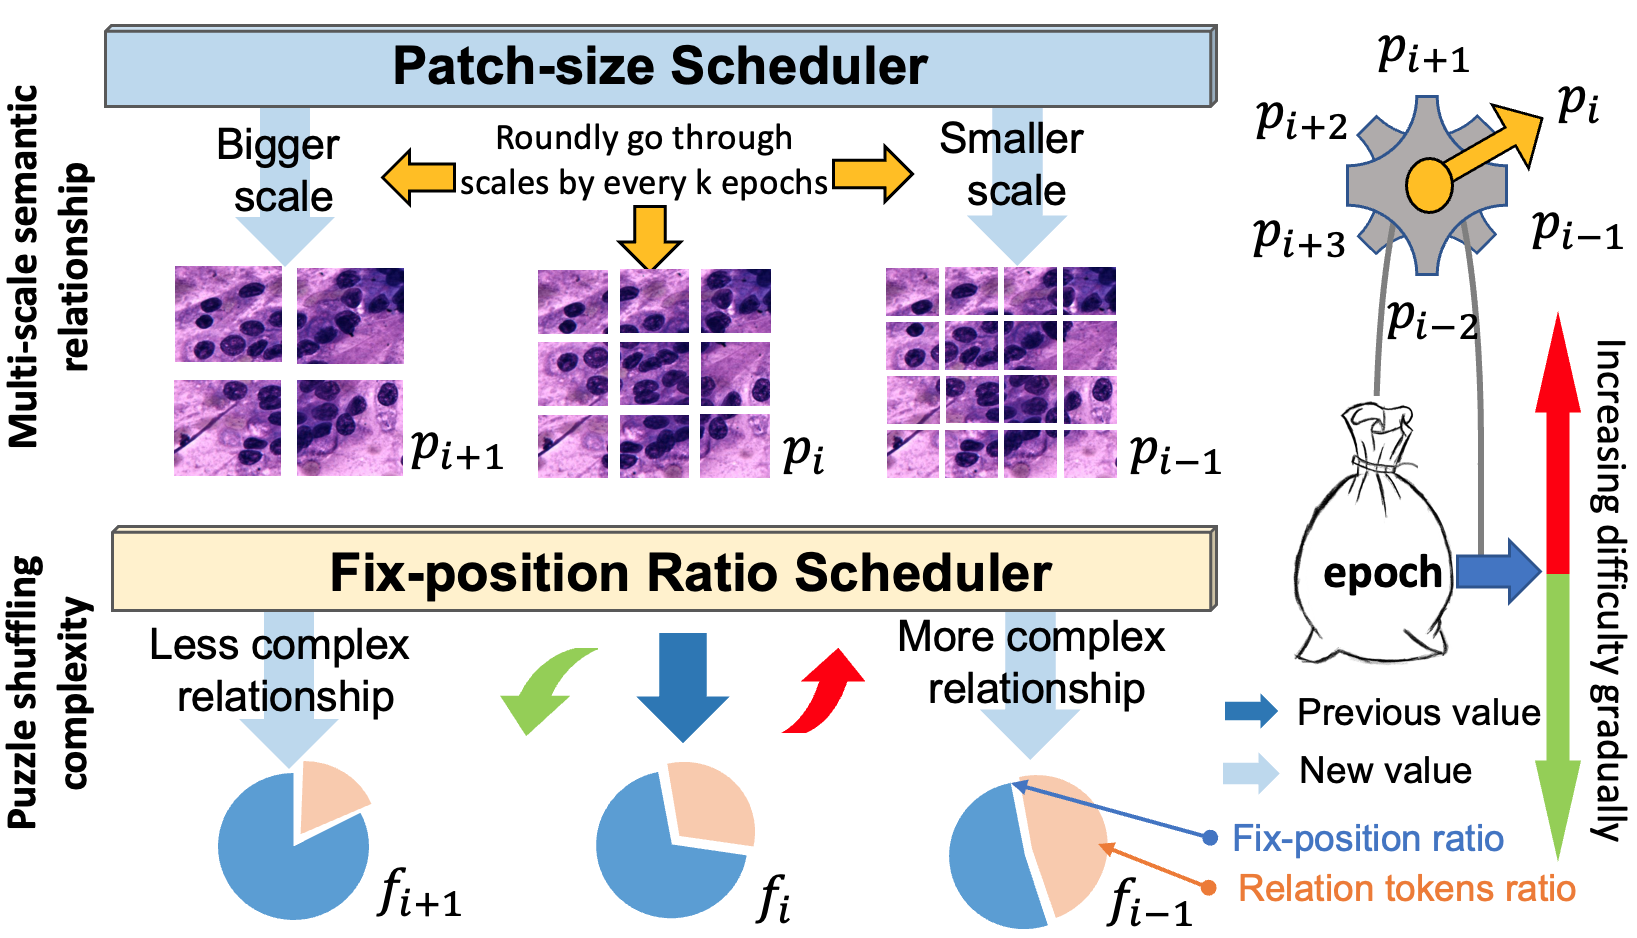 Patch-size Scheduler
Multi-scale semantic
relationship
Bigger
scale
Roundly go through
scales by every k epochs
Smaller
scale
p_{i+1}
p_i
p_{i−1}
p_{i+1}
p_i
p_{i+2}
p_{i−1}
p_{i+3}
p_{i−2}
Fix-position Ratio Scheduler
Puzzle shuffling
complexity
Less complex
relationship
More complex
relationship
f_{i+1}
f_i
f_{i−1}
epoch
Increasing difficulty gradually
Previous value
New value
Fix-position ratio
Relation tokens ratio